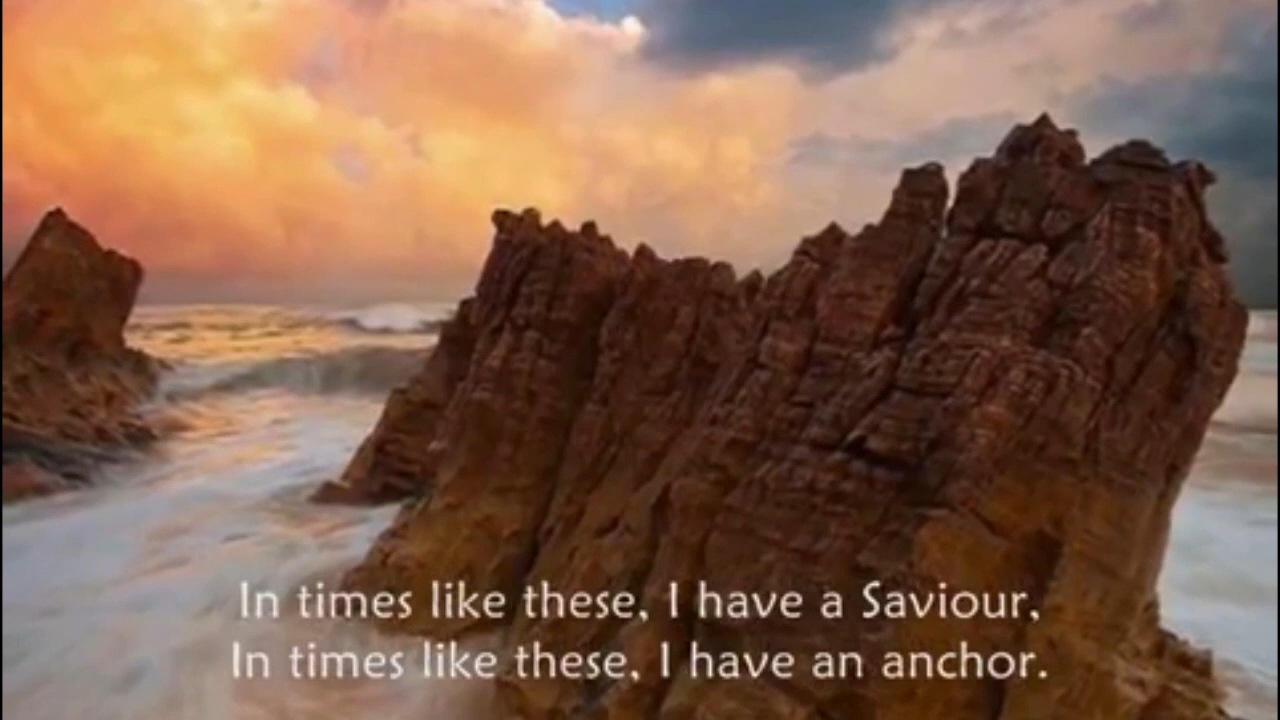 In times like these, I have a Saviour,
In times like these, I have an anchor.